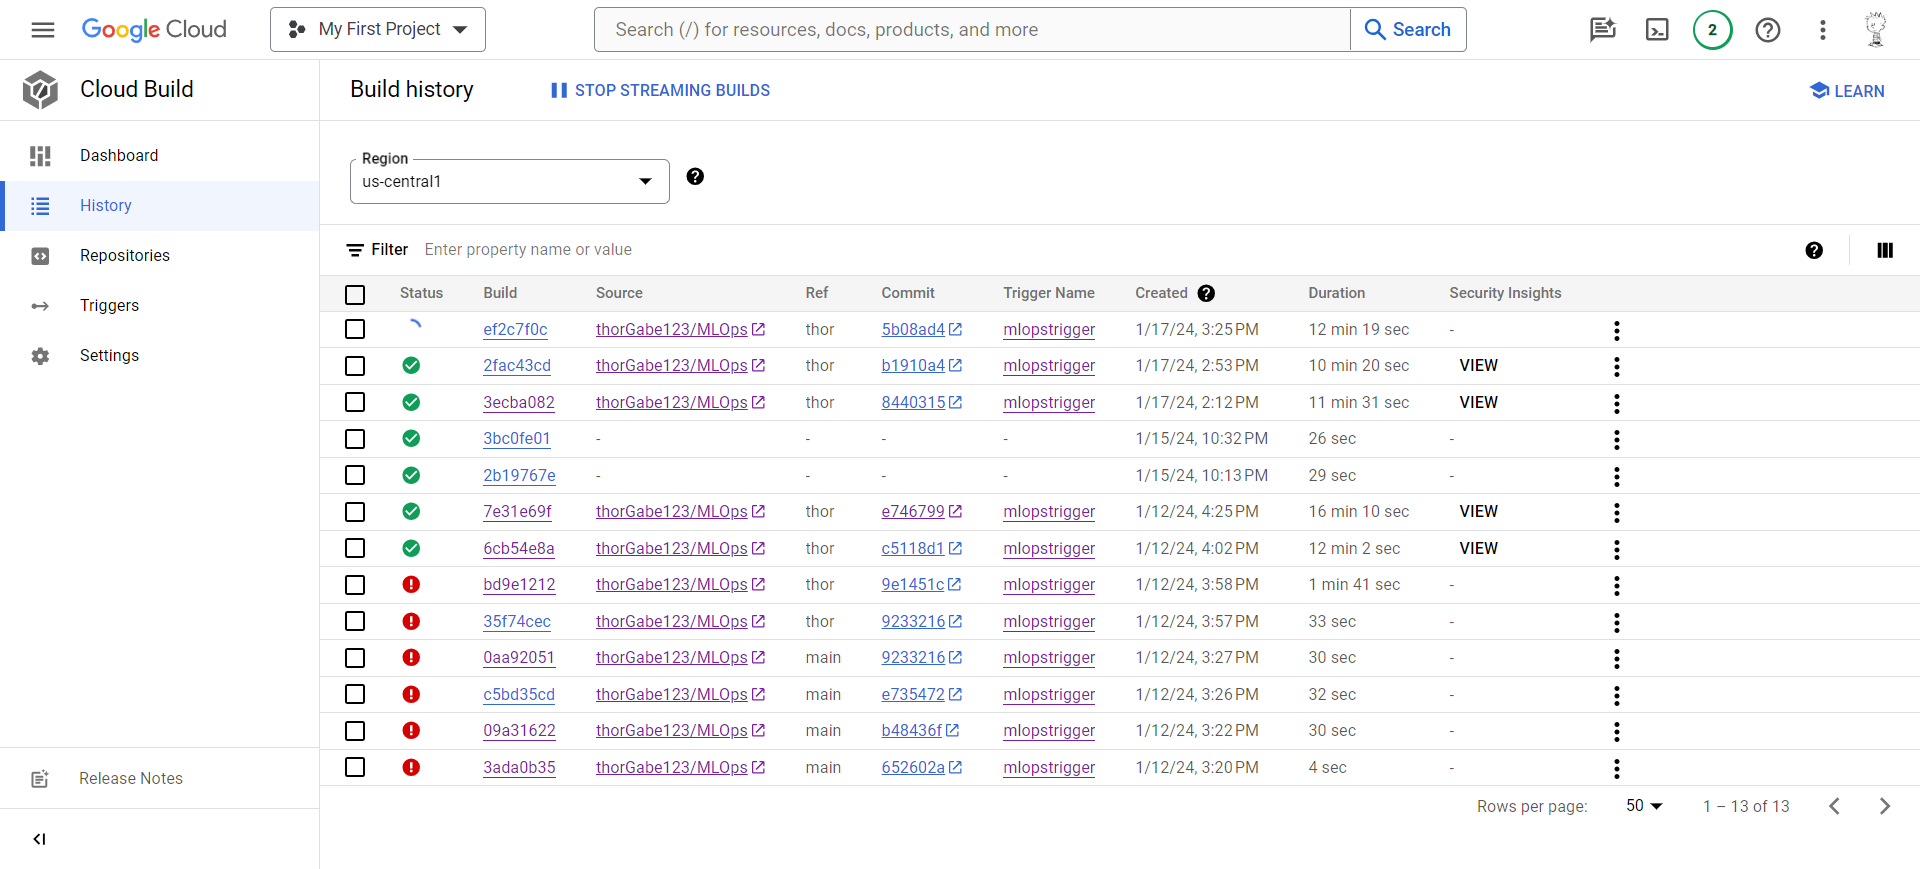 Google Cloud My First Project Search (/) for resources, docs, products, and more Search 2
Cloud Build Build history STOP STREAMING BUILDS LEARN
Dashboard
History
Repositories
Triggers
Settings
Release Notes
Region
us-central1
Filter Enter property name or value
Status Build Source Ref Commit Trigger Name Created Duration Security Insights
ef2c7f0c thorGabe123/MLOps thor 5b08ad4 mlopstrigger 1/17/24, 3:25 PM 12 min 19 sec -
2fac43cd thorGabe123/MLOps thor b1910a4 mlopstrigger 1/17/24, 2:53 PM 10 min 20 sec VIEW
3ecba082 thorGabe123/MLOps thor 8440315 mlopstrigger 1/17/24, 2:12 PM 11 min 31 sec VIEW
3bc0fe01 - - - - 1/15/24, 10:32 PM 26 sec -
2b19767e - - - - 1/15/24, 10:13 PM 29 sec -
7e31e69f thorGabe123/MLOps thor e746799 mlopstrigger 1/12/24, 4:25 PM 16 min 10 sec VIEW
6cb54e8a thorGabe123/MLOps thor c5118d1 mlopstrigger 1/12/24, 4:02 PM 12 min 2 sec VIEW
bd9e1212 thorGabe123/MLOps thor 9e1451c mlopstrigger 1/12/24, 3:58 PM 1 min 41 sec -
35f74cec thorGabe123/MLOps thor 9233216 mlopstrigger 1/12/24, 3:57 PM 33 sec -
0aa92051 thorGabe123/MLOps main 9233216 mlopstrigger 1/12/24, 3:27 PM 30 sec -
c5bd35cd thorGabe123/MLOps main e735472 mlopstrigger 1/12/24, 3:26 PM 32 sec -
09a31622 thorGabe123/MLOps main b48436f mlopstrigger 1/12/24, 3:22 PM 30 sec -
3ada0b35 thorGabe123/MLOps main 652602a mlopstrigger 1/12/24, 3:20 PM 4 sec -
Rows per page: 50 1 – 13 of 13